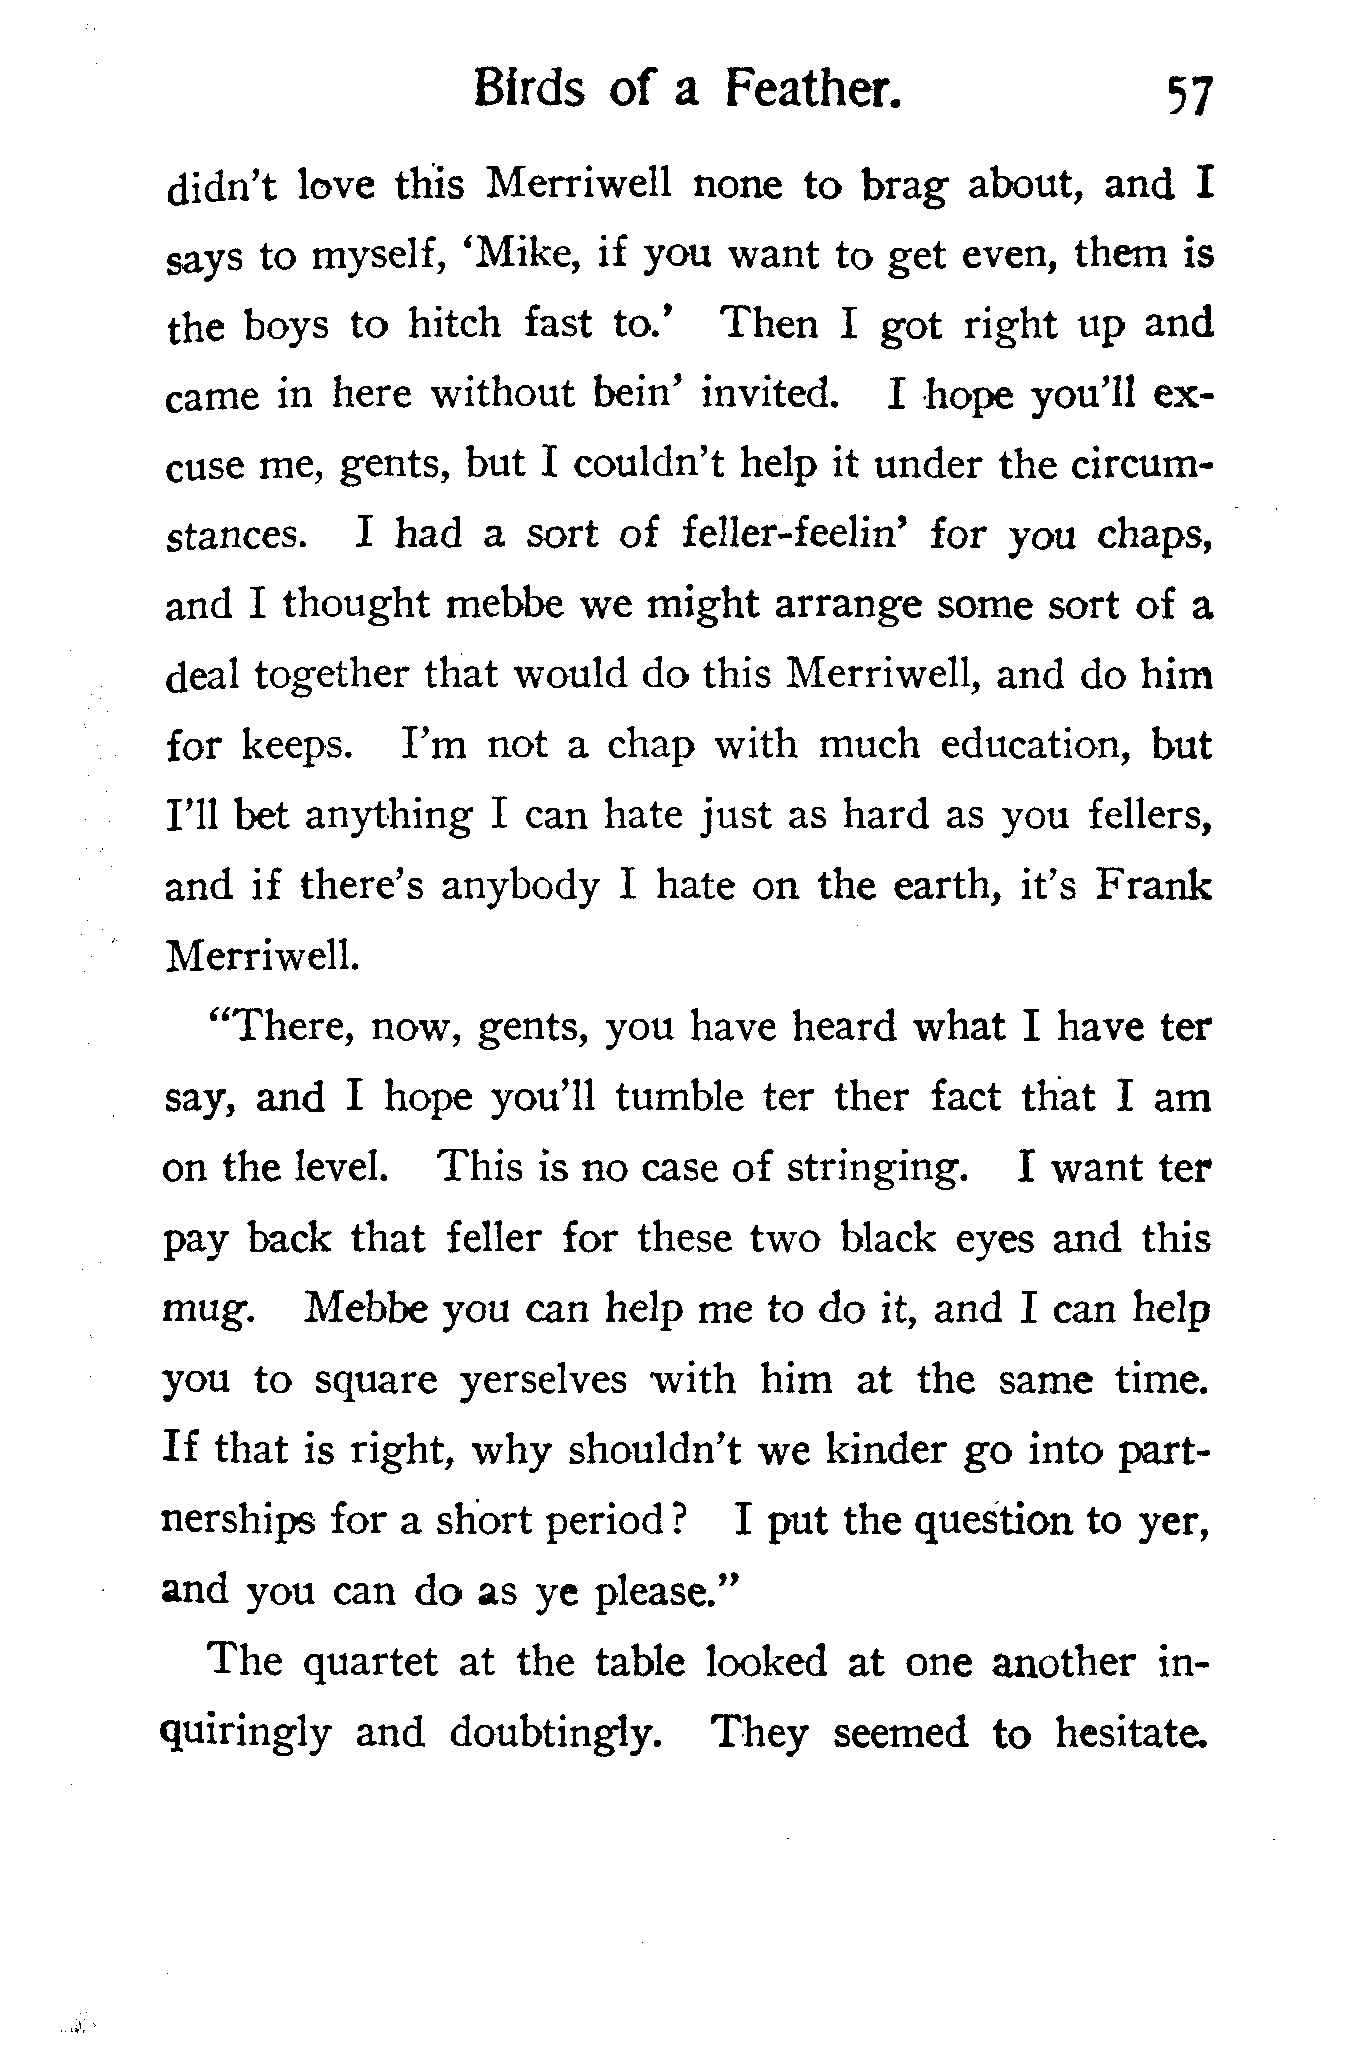 Birds of a Feather. 57
didn't love this Merriwell none to brag about, and I
says to myself, ‘Mike, if you want to get even, them is
the boys to hitch fast to.’ Then I got right up and
came in here without bein’ invited. I hope you'll ex-
cuse me, gents, but I couldn't help it under the circum-
stances. I had a sort of feller-feelin’ for you chaps,
and I thought mebbe we might arrange some sort of a
deal together that would do this Merriwell, and do him
for keeps. I'm not a chap with much education, but
I'll bet anything I can hate just as hard as you fellers,
and if there's anybody I hate on the earth, it's Frank
Merriwell.
“There, now, gents, you have heard what I have ter
say, and I hope you'll tumble ter ther fact that I am
on the level. This is no case of stringing. I want ter
pay back that feller for these two black eyes and this
mug. Mebbe you can help me to do it, and I can help
you to square yerselves with him at the same time.
If that is right, why shouldn't we kinder go into part-
nerships for a short period? I put the question to yer,
and you can do as ye please.”
The quartet at the table looked at one another in-
quiringly and doubtingly. They seemed to hesitate.